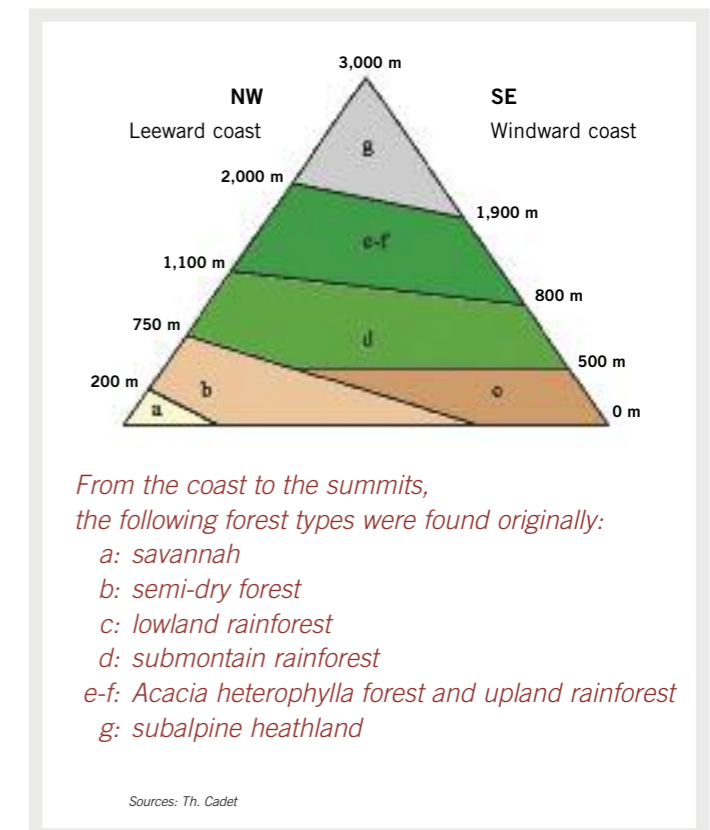 3,000 m
NW
SE
Leeward coast
Windward coast
g
2,000 m
1,900 m
e-f
1,100 m
800 m
750 m
d
500 m
200 m
b
c
a
0 m
From the coast to the summits,
the following forest types were found originally:
a: savannah
b: semi-dry forest
c: lowland rainforest
d: submontain rainforest
e-f: Acacia heterophylla forest and upland rainforest
g: subalpine heathland
Sources: Th. Cadet